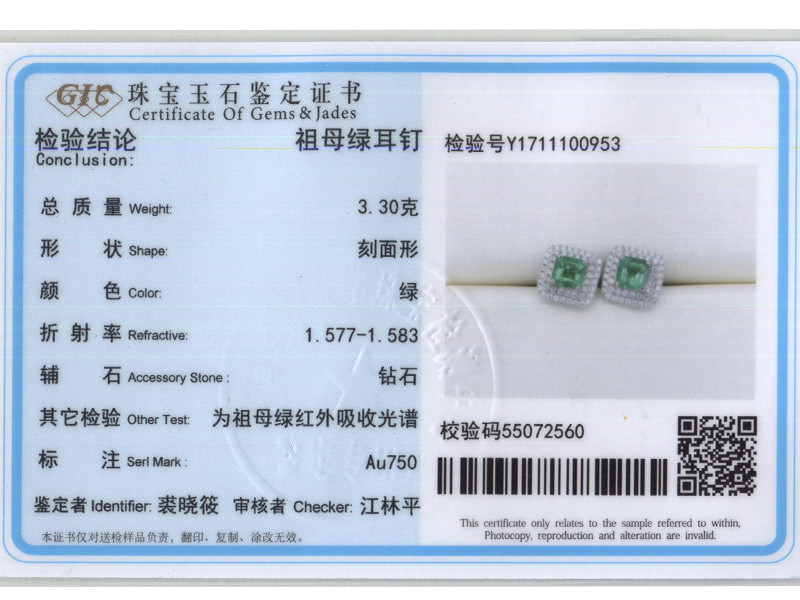 GIC 珠宝玉石鉴定证书
Certificate Of Gems & Jades
检验结论 祖母绿耳钉
Conclusion:
总质量 Weight: 3.30克
形状 Shape: 刻面形
颜色 Color: 绿
折射率 Refractive: 1.577-1.583
辅石 Accessory Stone : 钻石
其它检验 Other Test: 为祖母绿红外吸收光谱
标注 Serl Mark : Au750
鉴定者 Identifier: 裴晓筱 审核者 Checker: 江林平
本证书仅对送检样品负责，翻印、复制、涂改无效。
检验号Y1711100953
校验码55072560
This certificate only relates to the sample referred to within,
Photocopy, reproduction and alteration are invalid.